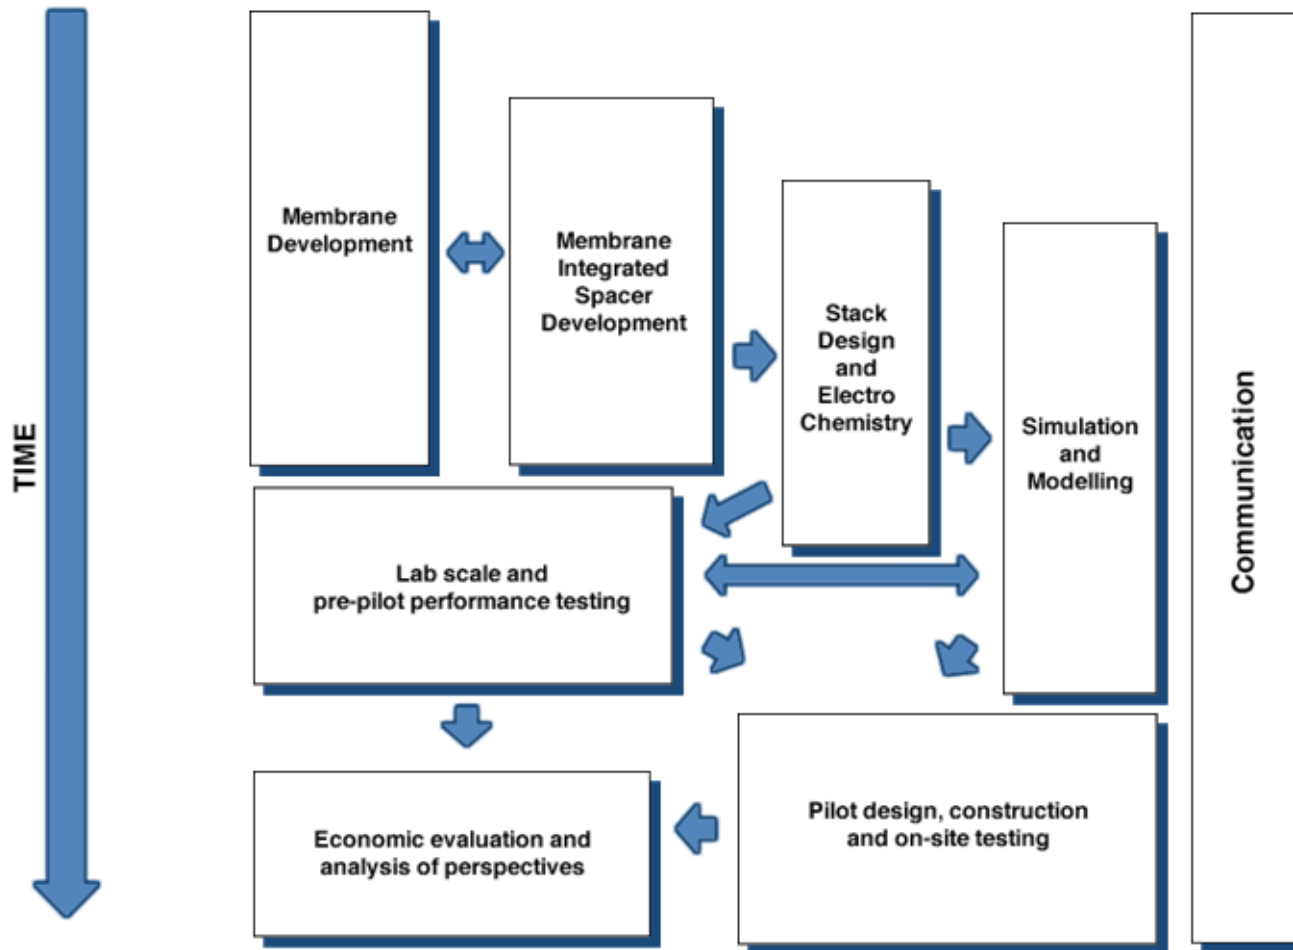 TIME
Membrane
Development
Membrane
Integrated
Spacer
Development
Stack
Design
and
Electro
Chemistry
Simulation
and
Modelling
Communication
Lab scale and
pre-pilot performance testing
Economic evaluation and
analysis of perspectives
Pilot design, construction
and on-site testing